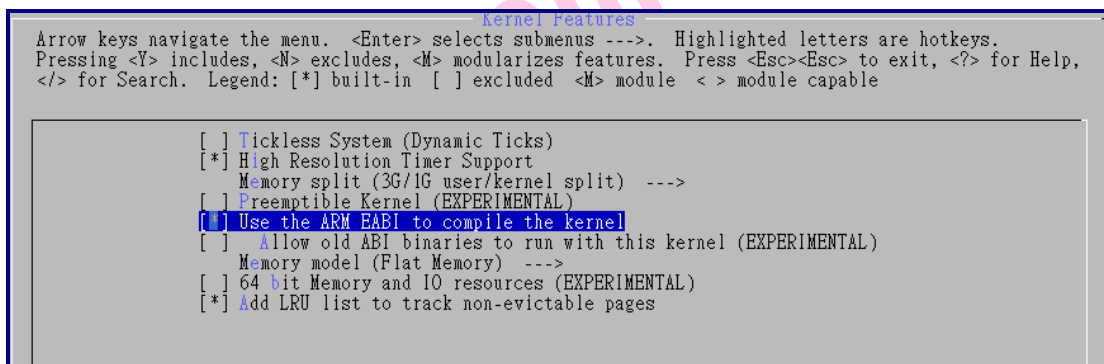 Kernel Features
Arrow keys navigate the menu.  <Enter> selects submenus --->.  Highlighted letters are hotkeys.
Pressing <Y> includes, <N> excludes, <M> modularizes features.  Press <Esc><Esc> to exit, <?> for Help,
</> for Search.  Legend: [*] built-in  [ ] excluded  <M> module  < > module capable
[ ] Tickless System (Dynamic Ticks)
[*] High Resolution Timer Support
Memory split (3G/1G user/kernel split)  --->
[ ] Preemptible Kernel (EXPERIMENTAL)
[*] Use the ARM EABI to compile the kernel
[ ]   Allow old ABI binaries to run with this kernel (EXPERIMENTAL)
Memory model (Flat Memory)  --->
[ ] 64 bit Memory and IO resources (EXPERIMENTAL)
[*] Add LRU list to track non-evictable pages